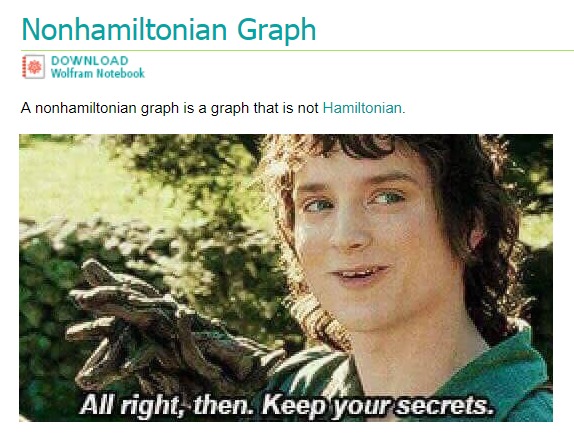 Nonhamiltonian Graph
DOWNLOAD
Wolfram Notebook
A nonhamiltonian graph is a graph that is not Hamiltonian.
All right, then. Keep your secrets.